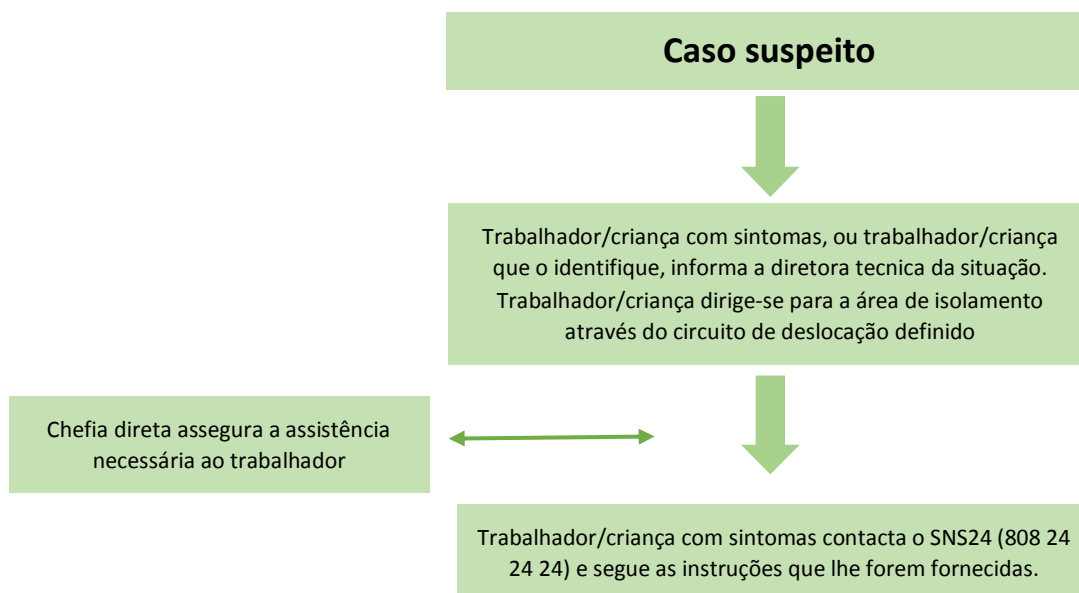 Caso suspeito
Trabalhador/criança com sintomas, ou trabalhador/criança
que o identifique, informa a diretora tecnica da situação.
Trabalhador/criança dirige-se para a área de isolamento
através do circuito de deslocação definido
Chefia direta assegura a assistência
necessária ao trabalhador
Trabalhador/criança com sintomas contacta o SNS24 (808 24
24 24) e segue as instruções que lhe forem fornecidas.